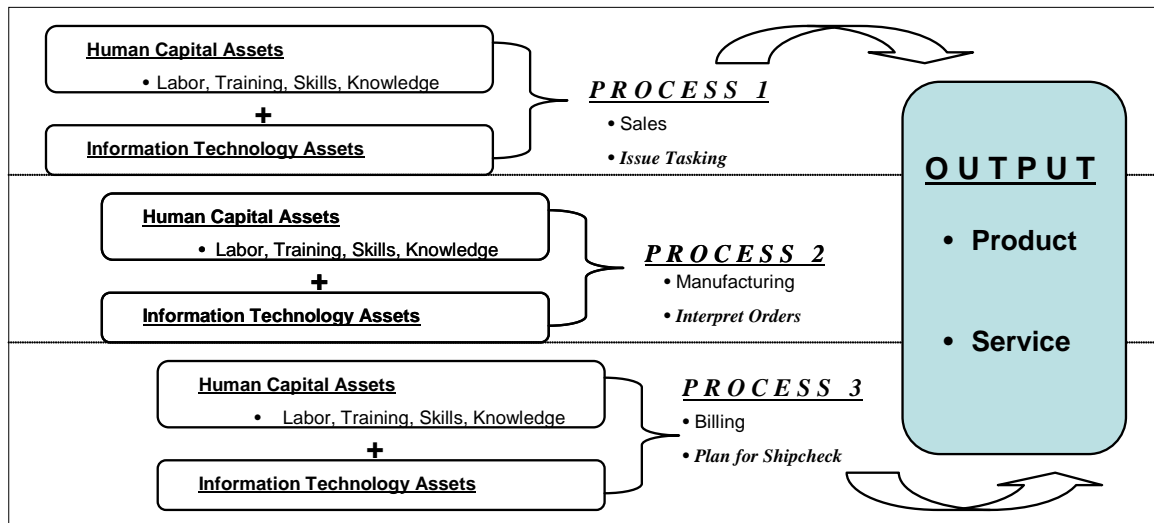 Human Capital Assets
• Labor, Training, Skills, Knowledge
+
Information Technology Assets
PROCESS 1
• Sales
• Issue Tasking
Human Capital Assets
• Labor, Training, Skills, Knowledge
+
Information Technology Assets
PROCESS 2
• Manufacturing
• Interpret Orders
Human Capital Assets
• Labor, Training, Skills, Knowledge
+
Information Technology Assets
PROCESS 3
• Billing
• Plan for Shipcheck
OUTPUT
• Product
• Service